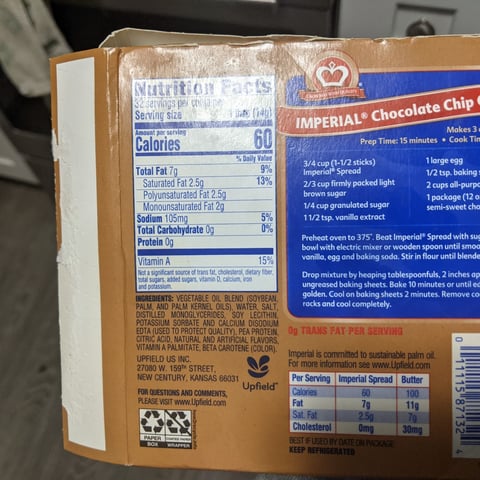 Nutrition Facts
32 servings per container
Serving size 1 tbsp (14g)
Amount per serving
Calories 60
% Daily Value
Total Fat 7g 9%
Saturated Fat 2.5g 13%
Polyunsaturated Fat 2.5g
Monounsaturated Fat 2g
Sodium 105mg 5%
Total Carbohydrate 0g 0%
Protein 0g
Vitamin A 15%
Not a significant source of trans fat, cholesterol, dietary fiber,
total sugars, added sugars, vitamin D, calcium, iron
and potassium.
INGREDIENTS: VEGETABLE OIL BLEND (SOYBEAN,
PALM, AND PALM KERNEL OILS), WATER, SALT,
DISTILLED MONOGLYCERIDES, SOY LECITHIN,
POTASSIUM SORBATE AND CALCIUM DISODIUM
EDTA (USED TO PROTECT QUALITY), PEA PROTEIN,
CITRIC ACID, NATURAL AND ARTIFICIAL FLAVORS,
VITAMIN A PALMITATE, BETA CAROTENE (COLOR).
UPFIELD US INC.
27080 W. 159TH STREET,
NEW CENTURY, KANSAS 66031
Upfield™
FOR QUESTIONS AND COMMENTS,
PLEASE VISIT www.Upfield.com
PAPER
BOX
COATED PAPER
WRAPPER
IMPERIAL® Chocolate Chip
Makes 3
Prep Time: 15 minutes • Cook
3/4 cup (1-1/2 sticks)
Imperial® Spread
2/3 cup firmly packed light
brown sugar
1/4 cup granulated sugar
1 1/2 tsp. vanilla extract
1 large egg
1/2 tsp. baking
2 cups
1 package (12
semi-sweet
Preheat oven to 375°. Beat Imperial® Spread with
bowl with electric mixer or wooden spoon until
vanilla, egg and baking soda. Stir in flour until
Drop mixture by heaping tablespoonfuls, 2 inches
ungreased baking sheets. Bake 10 minutes or until
golden. Cool on baking sheets 2 minutes. Remove
racks and cool completely.
0g TRANS FAT PER SERVING
Imperial is committed to sustainable palm oil.
For more information see www.Upfield.com
Per Serving Imperial Spread Butter
Calories 60 100
Fat 7g 11g
Sat. Fat 2.5g 7g
Cholesterol 0mg 30mg
BEST IF USED BY DATE ON PACKAGE
KEEP REFRIGERATED
0 11115 87132 4